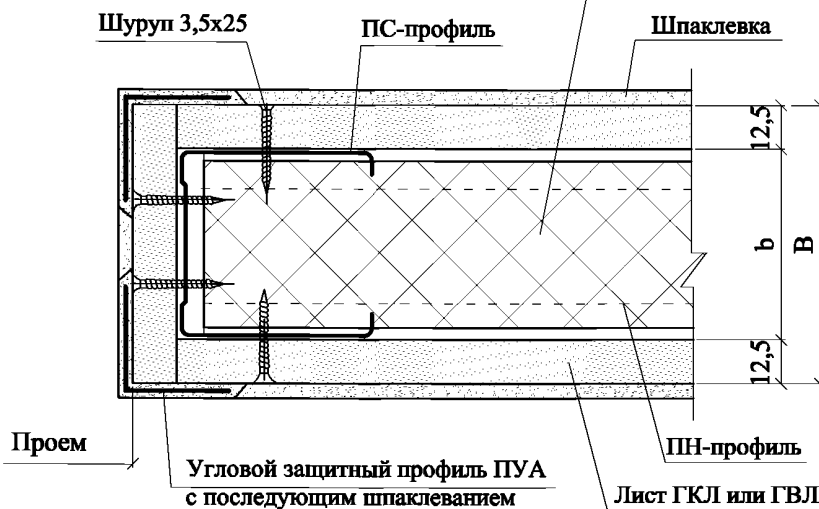 Шуруп 3,5х25
ПС-профиль
Шпаклевка
12,5
b
B
12,5
Проем
ПН-профиль
Угловой защитный профиль ПУА
с последующим шпаклеванием
Лист ГКЛ или ГВЛ